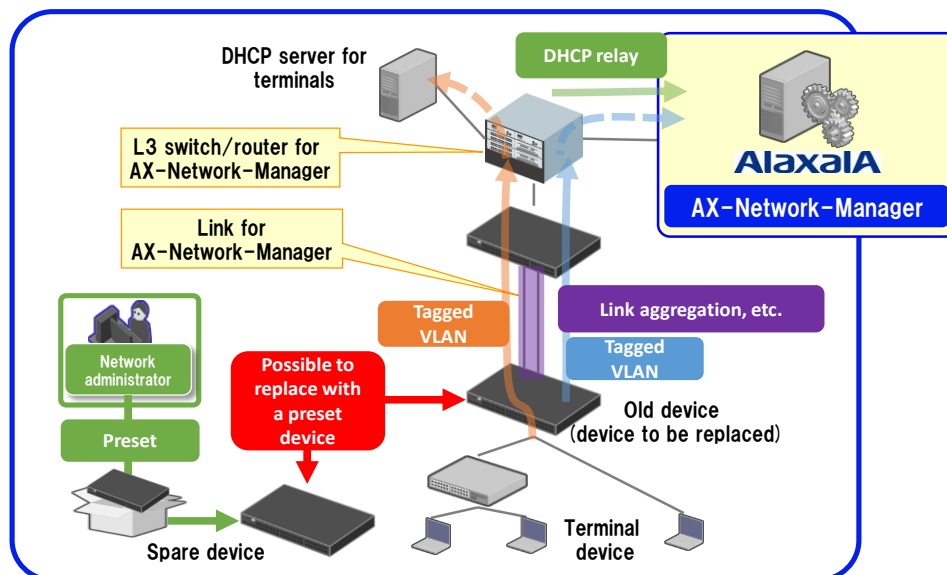 DHCP server for
terminals
DHCP relay
AlaxalA
AX-Network-Manager
L3 switch/router for
AX-Network-Manager
Link for
AX-Network-Manager
Tagged
VLAN
Link aggregation, etc.
Tagged
VLAN
Network
administrator
Preset
Possible to
replace with
a preset
device
Old device
(device to be replaced)
Spare device
Terminal
device